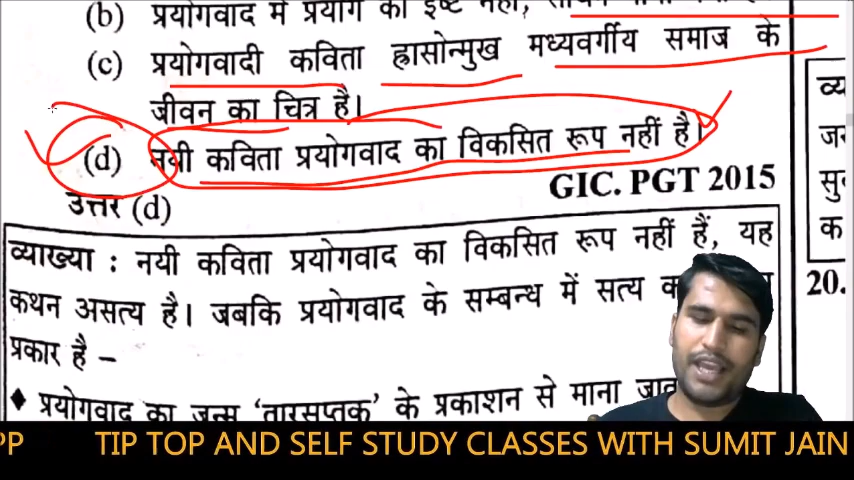 (b) प्रयोगवाद में प्रयोग को इष्ट नहीं,
(c) प्रयोगवादी कविता ह्रासोन्मुख मध्यवर्गीय समाज के
जीवन का चित्र है।
(d) नयी कविता प्रयोगवाद का विकसित रूप नहीं है।
उत्तर (d)
GIC. PGT 2015
व्याख्या : नयी कविता प्रयोगवाद का विकसित रूप नहीं हैं, यह
कथन असत्य है। जबकि प्रयोगवाद के सम्बन्ध में सत्य
प्रकार है –
♦ प्रयोगवाद का जन्म ‘तारसप्तक’ के प्रकाशन से माना
20.
PP TIP TOP AND SELF STUDY CLASSES WITH SUMIT JAIN